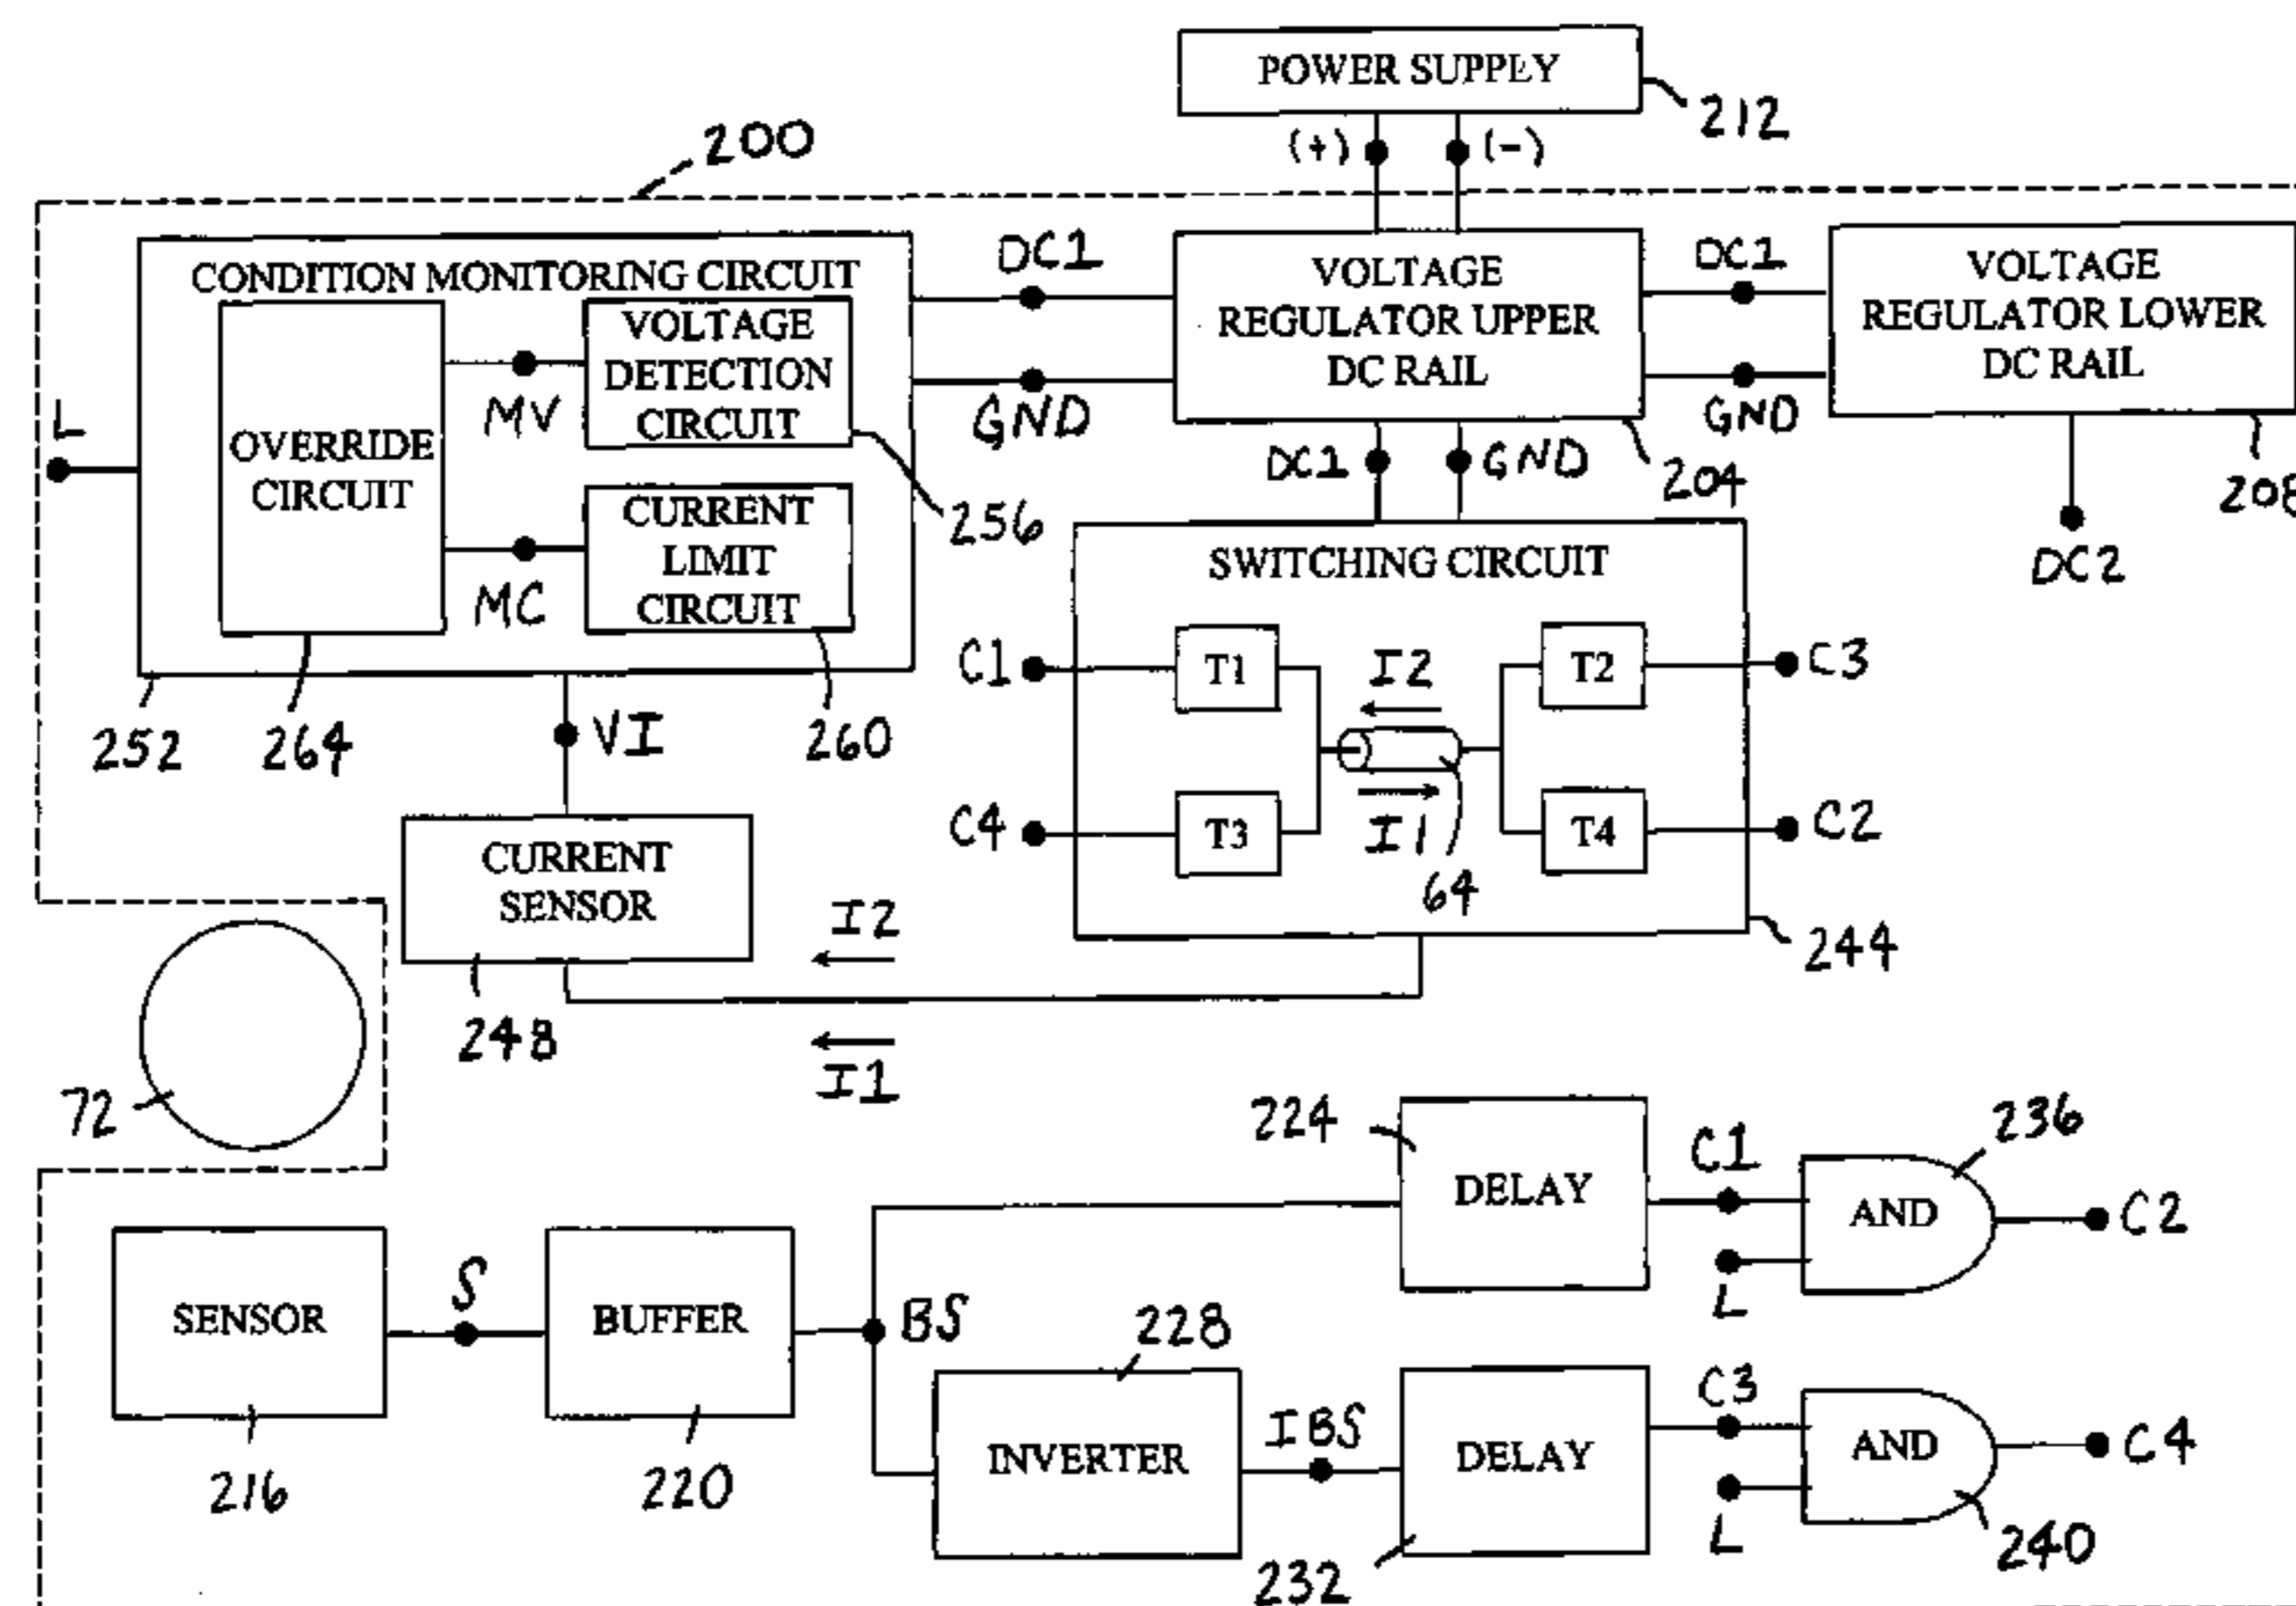 POWER SUPPLY
212
200
(+)
(-)
CONDITION MONITORING CIRCUIT
DC1
VOLTAGE
REGULATOR UPPER
DC RAIL
DC1
VOLTAGE
REGULATOR LOWER
DC RAIL
L
OVERRIDE
CIRCUIT
MV
VOLTAGE
DETECTION
CIRCUIT
GND
GND
DC1
GND
204
208
256
MC
CURRENT
LIMIT
CIRCUIT
DC2
SWITCHING CIRCUIT
C1
T1
I2
T2
C3
252
264
VI
260
C4
T3
I1
64
T4
C2
CURRENT
SENSOR
I2
244
248
I1
72
224
DELAY
C1
236
AND
C2
L
SENSOR
S
BUFFER
BS
228
216
220
INVERTER
IBS
DELAY
232
C3
AND
C4
L
240